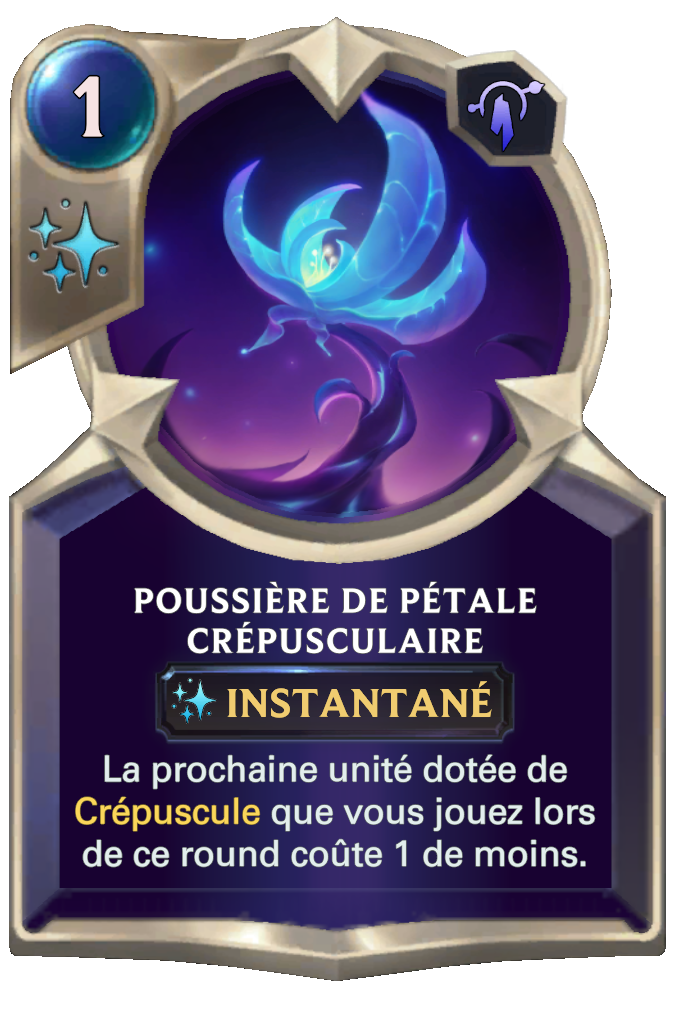 1
POUSSIÈRE DE PÉTALE
CRÉPUSCULAIRE
INSTANTANÉ
La prochaine unité dotée de
Crépuscule que vous jouez lors
de ce round coûte 1 de moins.